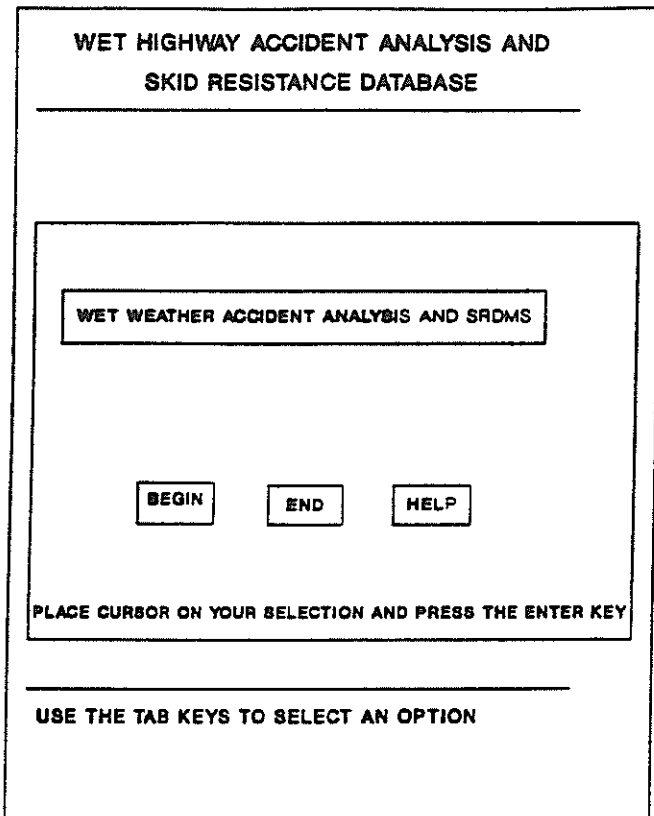 WET HIGHWAY ACCIDENT ANALYSIS AND
SKID RESISTANCE DATABASE
WET WEATHER ACCIDENT ANALYSIS AND SRDMS
BEGIN END HELP
PLACE CURSOR ON YOUR SELECTION AND PRESS THE ENTER KEY
USE THE TAB KEYS TO SELECT AN OPTION